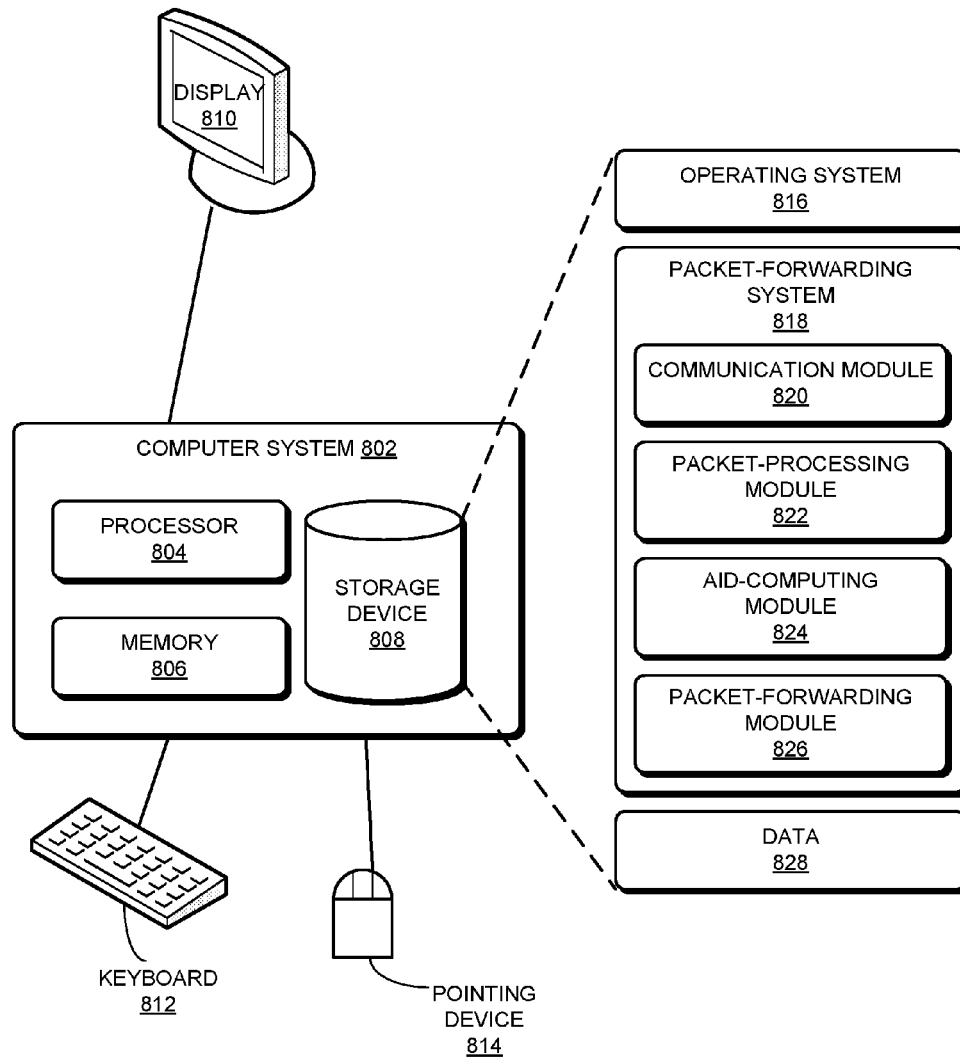 DISPLAY
810
OPERATING SYSTEM
816
PACKET-FORWARDING
SYSTEM
818
COMMUNICATION MODULE
820
PACKET-PROCESSING
MODULE
822
AID-COMPUTING
MODULE
824
PACKET-FORWARDING
MODULE
826
DATA
828
COMPUTER SYSTEM 802
PROCESSOR
804
MEMORY
806
STORAGE
DEVICE
808
KEYBOARD
812
POINTING
DEVICE
814